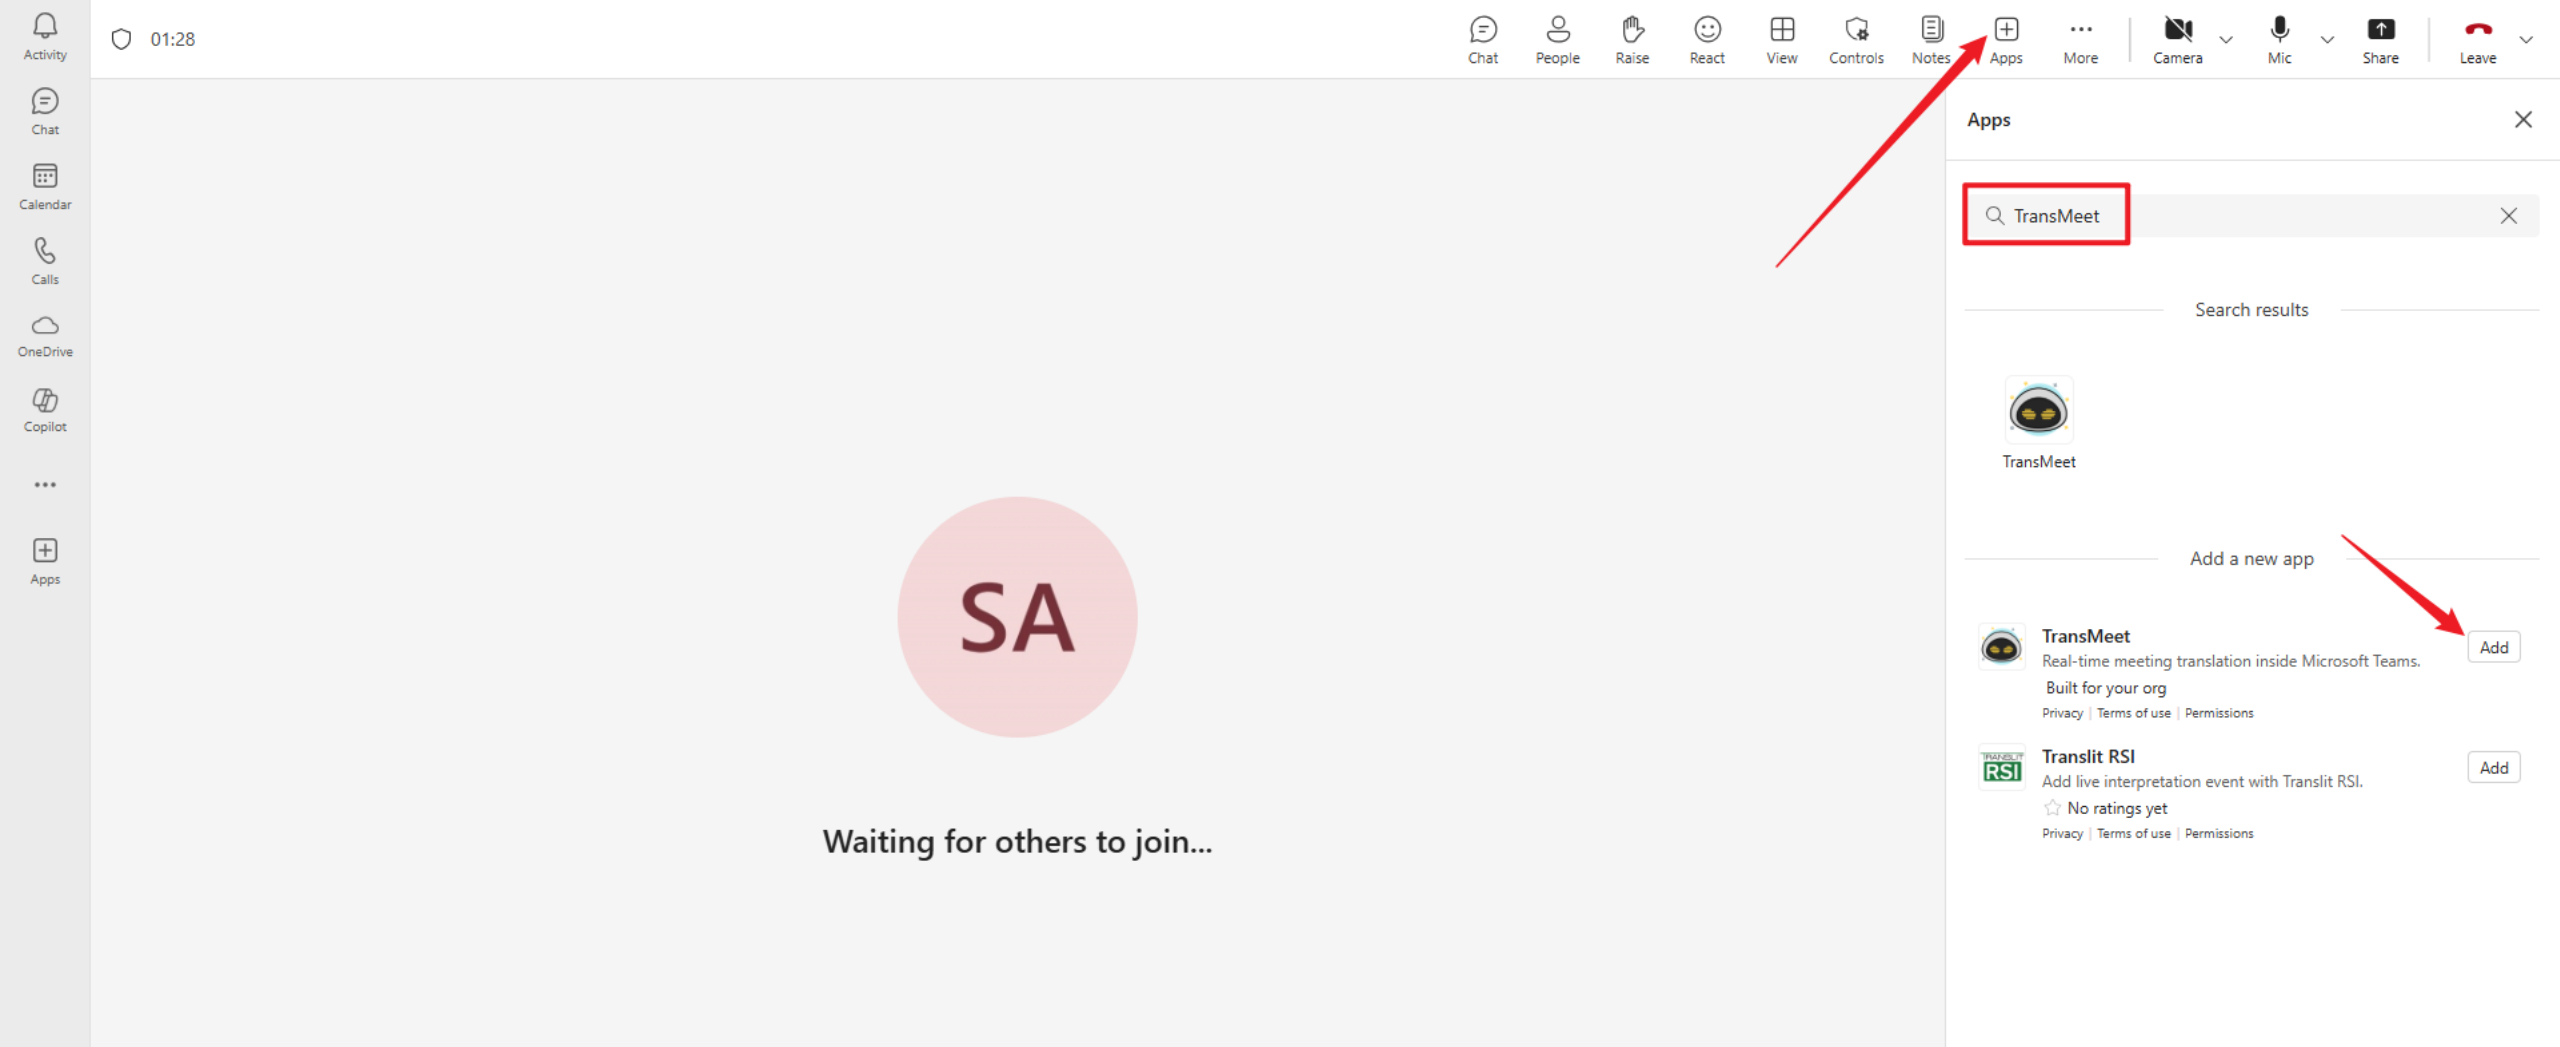 Activity
Chat
Calendar
Calls
OneDrive
Copilot
Apps
01:28
Chat
People
Raise
React
View
Controls
Notes
Apps
More
Camera
Mic
Share
Leave
Apps
TransMeet
Search results
TransMeet
Add a new app
TransMeet
Real-time meeting translation inside Microsoft Teams.
Built for your org
Privacy | Terms of use | Permissions
Add
TRANSLIT
RSI
Translit RSI
Add live interpretation event with Translit RSI.
No ratings yet
Privacy | Terms of use | Permissions
Add
SA
Waiting for others to join...